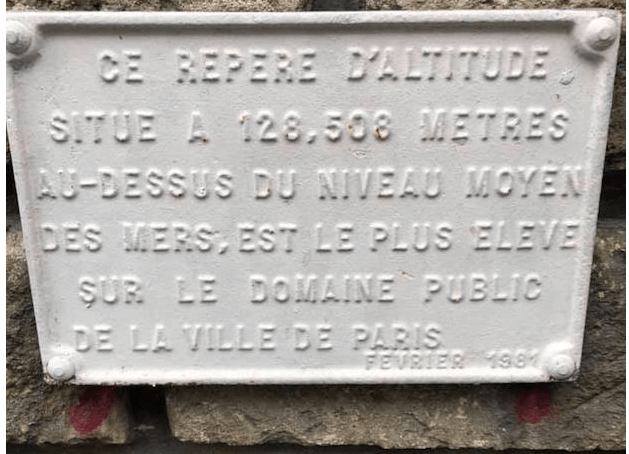 CE REPERE D'ALTITUDE
SITUE A 128,508 METRES
AU-DESSUS DU NIVEAU MOYEN
DES MERS, EST LE PLUS ELEVE
SUR LE DOMAINE PUBLIC
DE LA VILLE DE PARIS
FEVRIER 1981